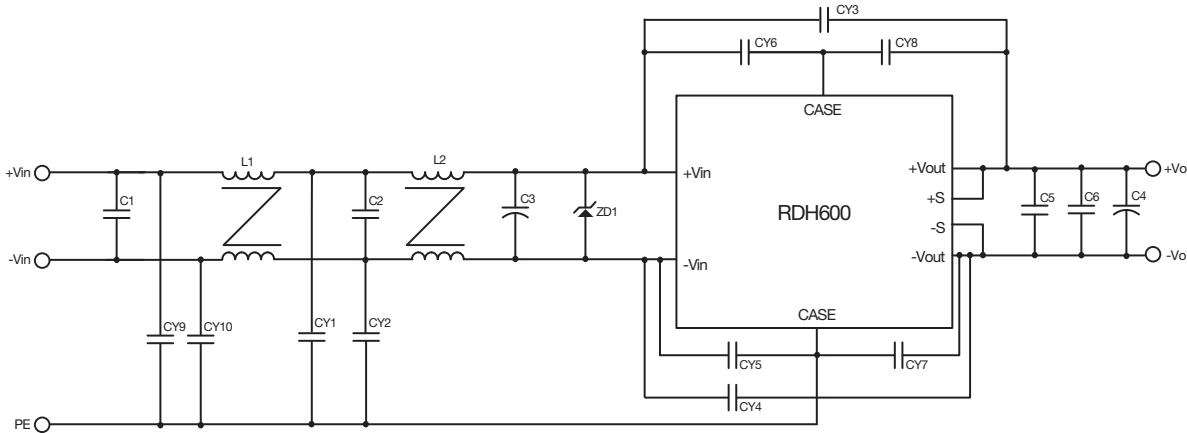 CY3
CY6
CY8
CASE
L1
L2
+Vin
+Vin
+Vout
+Vo
C1
C2
C3
ZD1
RDH600
+S
C5
C6
C4
-S
-Vin
-Vin
-Vout
-Vo
CASE
CY9
CY10
CY1
CY2
CY5
CY7
CY4
PE